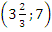 (3 2/3 ; 7)